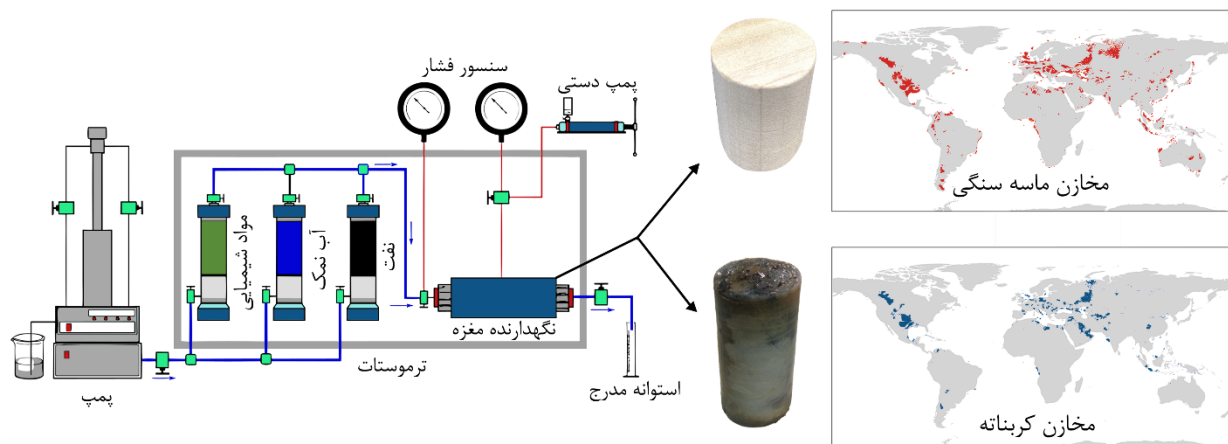 سنسور فشار
پمپ دستی
مواد شیمیایی
آب نمک
نفت
نگهدارنده مغزه
ترموستات
پمپ
استوانه مدرج
مخازن ماسه سنگی
مخازن کربناته